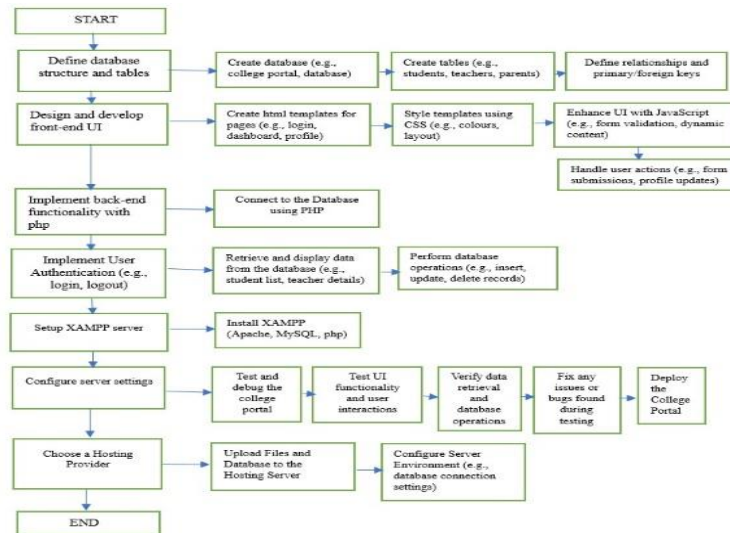 START
Define database
structure and tables
Create database (e.g.,
college portal, database)
Create tables (e.g.,
students, teachers, parents)
Define relationships and
primary/foreign keys
Design and develop
front-end UI
Create html templates for
pages (e.g., login,
dashboard, profile)
Style templates using
CSS (e.g., colours,
layout)
Enhance UI with JavaScript
(e.g., form validation, dynamic
content)
Handle user actions (e.g., form
submissions, profile updates)
Implement back-end
functionality with
php
Connect to the Database
using PHP
Implement User
Authentication (e.g.,
login, logout)
Retrieve and display data
from the database (e.g.,
student list, teacher details)
Perform database
operations (e.g., insert,
update, delete records)
Setup XAMPP server
Install XAMPP
(Apache, MySQL, php)
Configure server settings
Test and
debug the
college
portal
Test UI
functionality
and user
interactions
Verify data
retrieval
and
database
operations
Fix any
issues or
bugs found
during
testing
Deploy
the
College
Portal
Choose a Hosting
Provider
Upload Files and
Database to the
Hosting Server
Configure Server
Environment (e.g.,
database connection
settings)
END